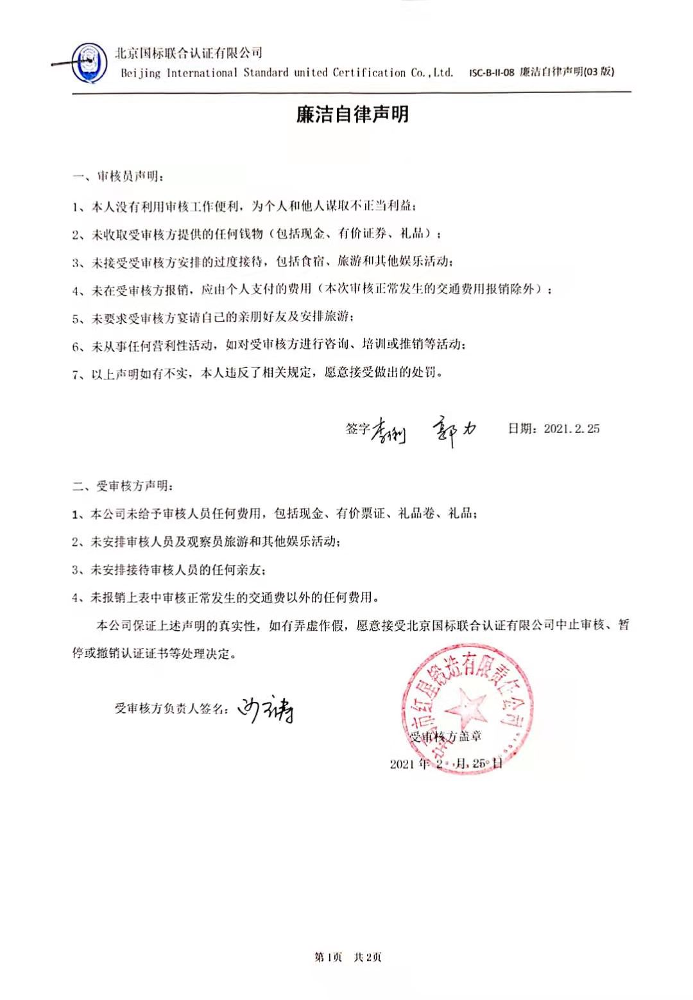 北京国标联合认证有限公司
Beijing International Standard united Certification Co.,Ltd. ISC-B-II-08 廉洁自律声明(03 版)
廉洁自律声明
一、审核员声明：
1、本人没有利用审核工作便利，为个人和他人谋取不正当利益；
2、未收取受审核方提供的任何钱物（包括现金、有价证券、礼品）；
3、未接受受审核方安排的过度接待，包括食宿、旅游和其他娱乐活动；
4、未在受审核方报销，应由个人支付的费用（本次审核正常发生的交通费用报销除外）；
5、未要求受审核方宴请自己的亲朋好友及安排旅游；
6、未从事任何营利性活动，如对受审核方进行咨询、培训或推销等活动；
7、以上声明如有不实，本人违反了相关规定，愿意接受做出的处罚。
签字 李俐 郭力 日期：2021.2.25
二、受审核方声明：
1、本公司未给予审核人员任何费用，包括现金、有价票证、礼品卷、礼品；
2、未安排审核人员及观察员旅游和其他娱乐活动；
3、未安排接待审核人员的任何亲友；
4、未报销上表中审核正常发生的交通费以外的任何费用。
本公司保证上述声明的真实性，如有弄虚作假，愿意接受北京国标联合认证有限公司中止审核、暂
停或撤销认证证书等处理决定。
市红星锻造有限责任公司
受审核方负责人签名：
受审核方盖章
2021 年 2 月 25 日
第 1页 共 2页